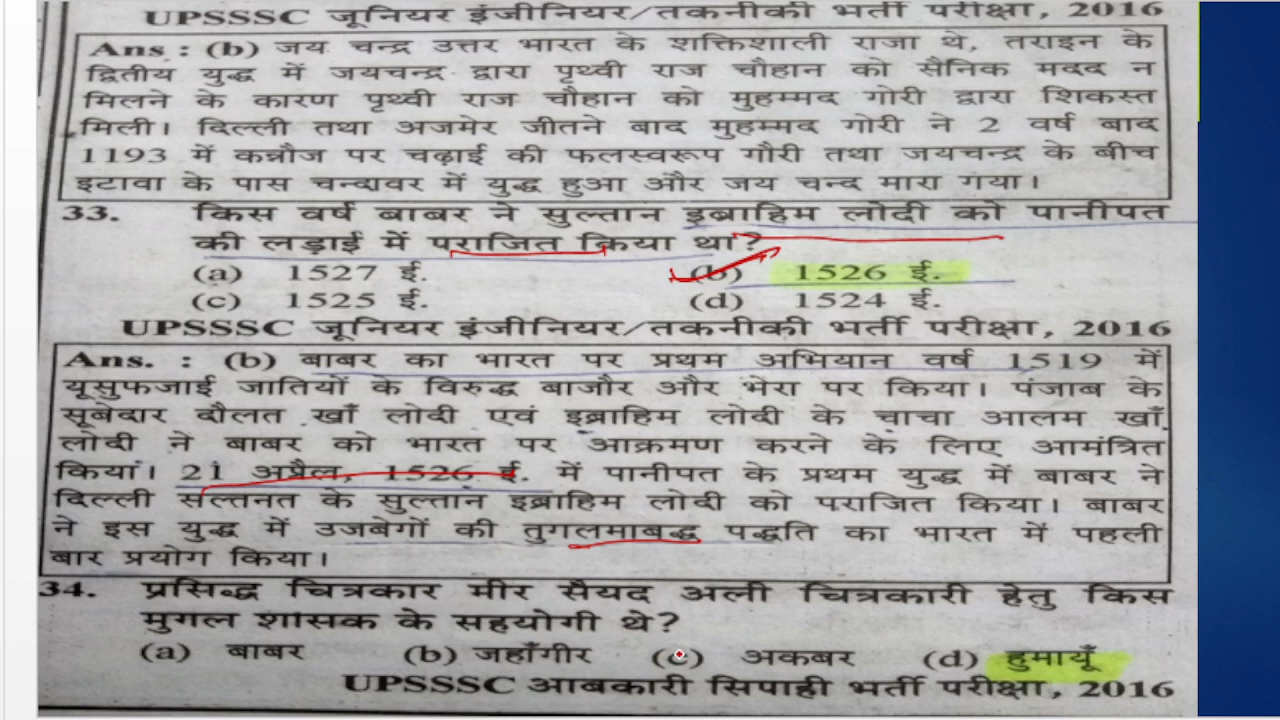 UPSSSC जूनियर इंजीनियर/तकनीकी भर्ती परीक्षा, 2016
Ans : (b) जय चन्द्र उत्तर भारत के शक्तिशाली राजा थे, तराइन के
द्वितीय युद्ध में जयचन्द्र द्वारा पृथ्वी राज चौहान को सैनिक मदद न
मिलने के कारण पृथ्वी राज चौहान को मुहम्मद गोरी द्वारा शिकस्त
मिली। दिल्ली तथा अजमेर जीतने बाद मुहम्मद गोरी ने 2 वर्ष बाद
1193 में कन्नौज पर चढ़ाई की फलस्वरूप गौरी तथा जयचन्द्र के बीच
इटावा के पास चन्दावर में युद्ध हुआ और जय चन्द मारा गया।
33. किस वर्ष बाबर ने सुल्तान इब्राहिम लोदी को पानीपत
की लड़ाई में पराजित किया था?
(a) 1527 ई. (b) 1526 ई.
(c) 1525 ई. (d) 1524 ई.
UPSSSC जूनियर इंजीनियर/तकनीकी भर्ती परीक्षा, 2016
Ans. : (b) बाबर का भारत पर प्रथम अभियान वर्ष 1519 में
यूसुफजाई जातियों के विरुद्ध बाजौर और भेरा पर किया। पंजाब के
सूबेदार दौलत खाँ लोदी एवं इब्राहिम लोदी के चाचा आलम खाँ
लोदी ने बाबर को भारत पर आक्रमण करने के लिए आमंत्रित
किया। 21 अप्रैल, 1526 ई. में पानीपत के प्रथम युद्ध में बाबर ने
दिल्ली सल्तनत के सुल्तान इब्राहिम लोदी को पराजित किया। बाबर
ने इस युद्ध में उजबेगों की तुगलमाबद्ध पद्धति का भारत में पहली
बार प्रयोग किया।
34. प्रसिद्ध चित्रकार मीर सैयद अली चित्रकारी हेतु किस
मुगल शासक के सहयोगी थे?
(a) बाबर (b) जहाँगीर (c) अकबर (d) हुमायूँ
UPSSSC आबकारी सिपाही भर्ती परीक्षा, 2016